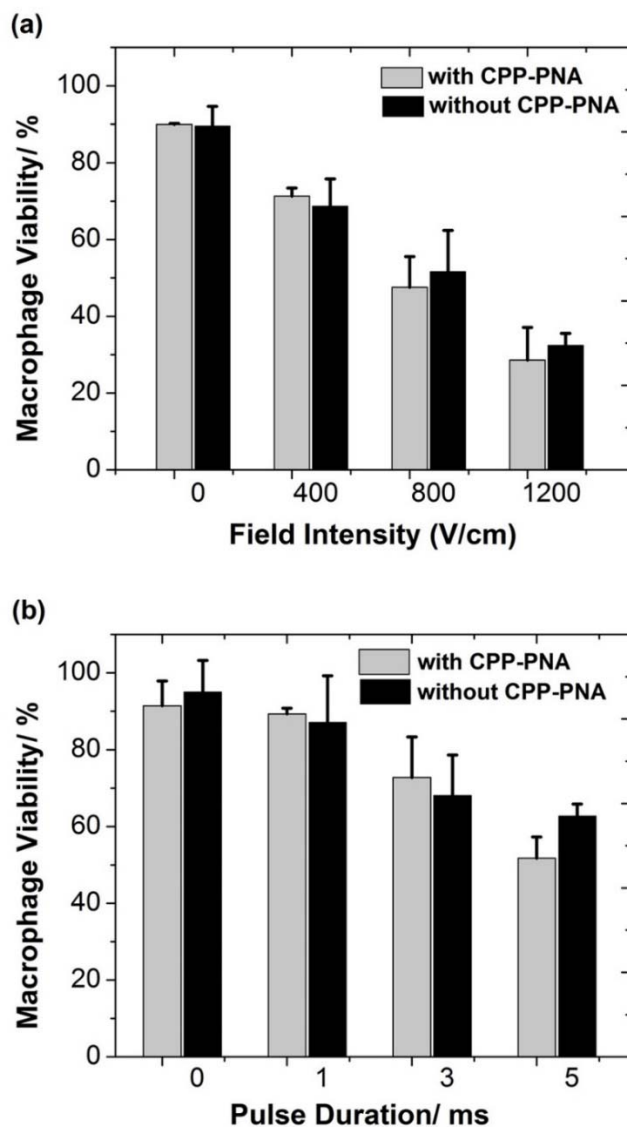 (a)
with CPP-PNA
without CPP-PNA
Macrophage Viability/ %
100
80
60
40
20
0
0 400 800 1200
Field Intensity (V/cm)
(b)
with CPP-PNA
without CPP-PNA
Macrophage Viability/ %
100
80
60
40
20
0
0 1 3 5
Pulse Duration/ ms